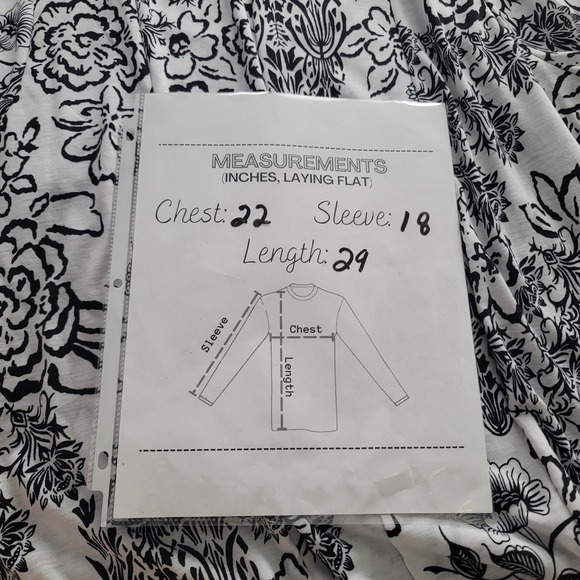 MEASUREMENTS
(INCHES, LAYING FLAT)
Chest: 22 Sleeve: 18
Length: 29
Sleeve
Chest
Length